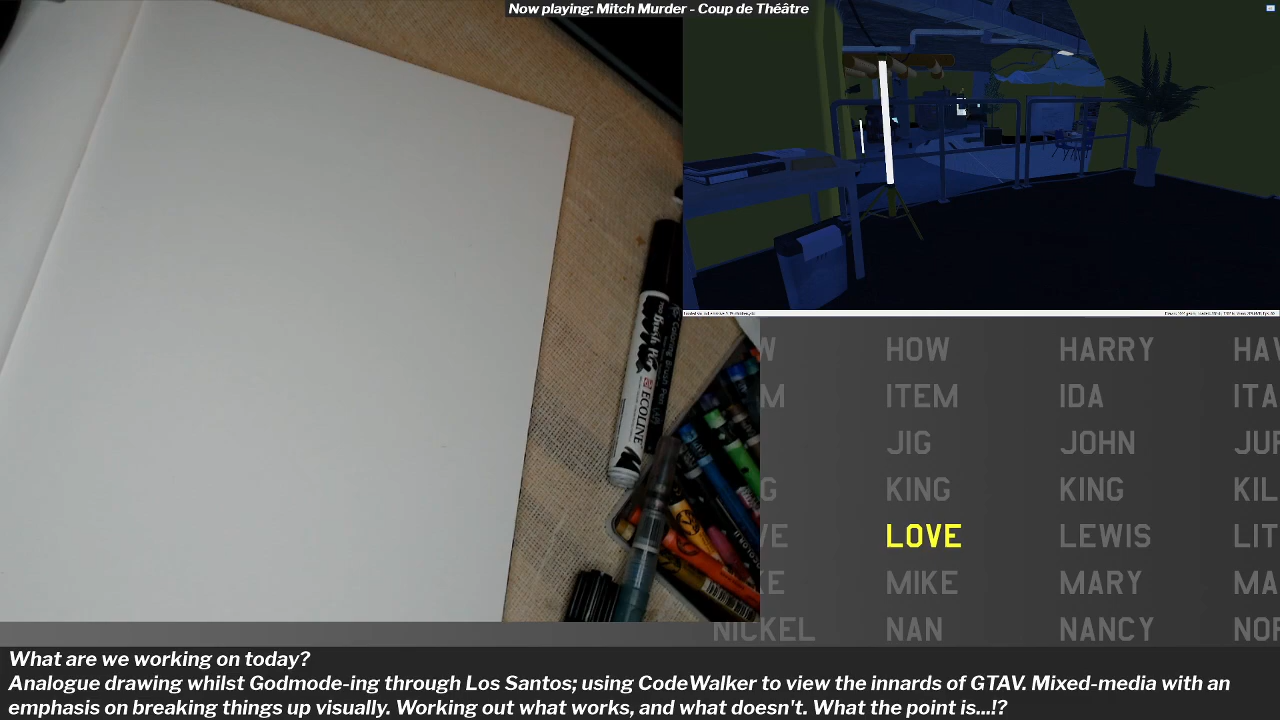 Now playing: Mitch Murder - Coup de Théâtre
HOW HARRY
ITEM IDA
JIG JOHN
KING KING
LOVE LEWIS
MIKE MARY
NICKEL NAN NANCY
ECOLINE
What are we working on today?
Analogue drawing whilst Godmode-ing through Los Santos; using CodeWalker to view the innards of GTAV. Mixed-media with an
emphasis on breaking things up visually. Working out what works, and what doesn't. What the point is...!?